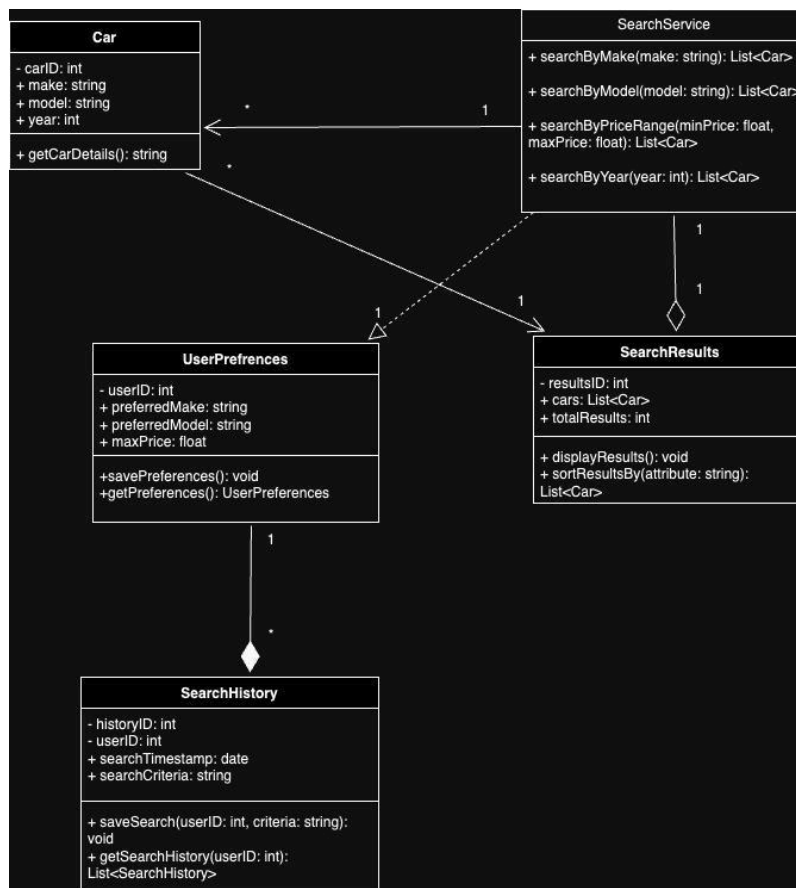 Car
- carID: int
+ make: string
+ model: string
+ year: int
+ getCarDetails(): string
SearchService
+ searchByMake(make: string): List<Car>
+ searchByModel(model: string): List<Car>
+ searchByPriceRange(minPrice: float,
maxPrice: float): List<Car>
+ searchByYear(year: int): List<Car>
*
1
*
1
1
1
1
UserPrefrences
- userID: int
+ preferredMake: string
+ preferredModel: string
+ maxPrice: float
+savePreferences(): void
+getPreferences(): UserPreferences
SearchResults
- resultsID: int
+ cars: List<Car>
+ totalResults: int
+ displayResults(): void
+ sortResultsBy(attribute: string):
List<Car>
1
*
SearchHistory
- historyID: int
- userID: int
+ searchTimestamp: date
+ searchCriteria: string
+ saveSearch(userID: int, criteria: string):
void
+ getSearchHistory(userID: int):
List<SearchHistory>